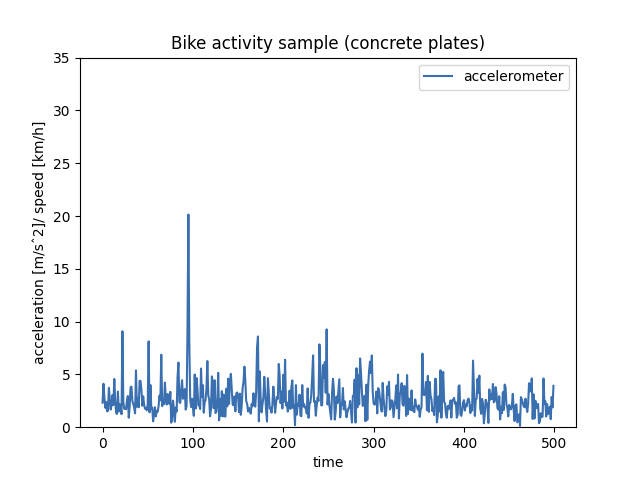 Bike activity sample (concrete plates)
accelerometer
acceleration [m/sˆ2]/ speed [km/h]
35
30
25
20
15
10
5
0
0 100 200 300 400 500
time